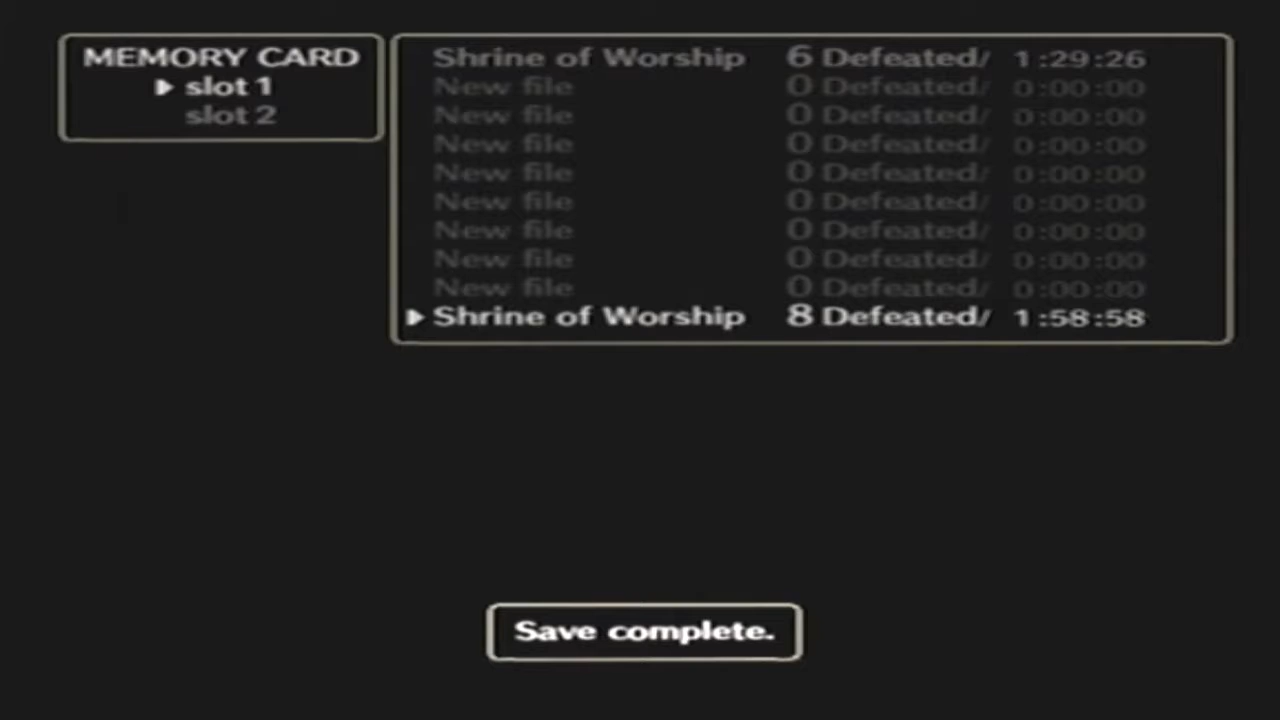 MEMORY CARD
slot 1
slot 2
Shrine of Worship 6 Defeated/ 1:29:26
New file 0 Defeated/ 0:00:00
New file 0 Defeated/ 0:00:00
New file 0 Defeated/ 0:00:00
New file 0 Defeated/ 0:00:00
New file 0 Defeated/ 0:00:00
New file 0 Defeated/ 0:00:00
New file 0 Defeated/ 0:00:00
New file 0 Defeated/ 0:00:00
Shrine of Worship 8 Defeated/ 1:58:58
Save complete.